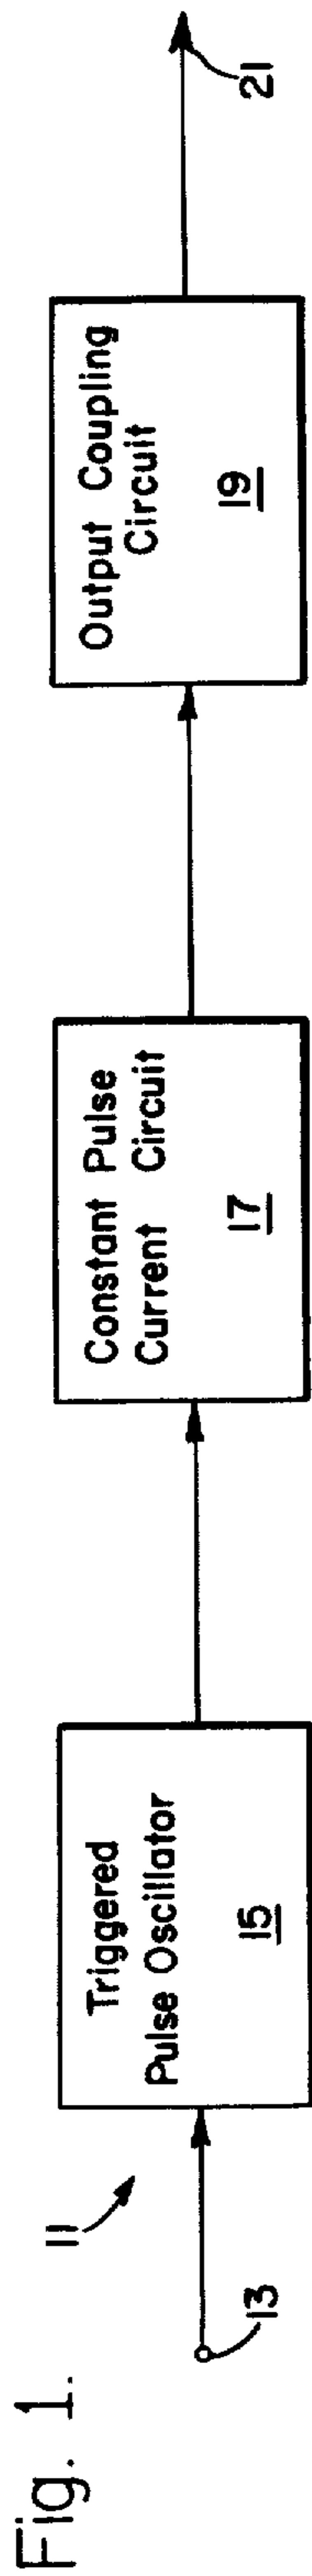 Fig. 1.
11
13
Triggered
Pulse Oscillator
15
Constant Pulse
Current Circuit
17
Output Coupling
Circuit
19
21